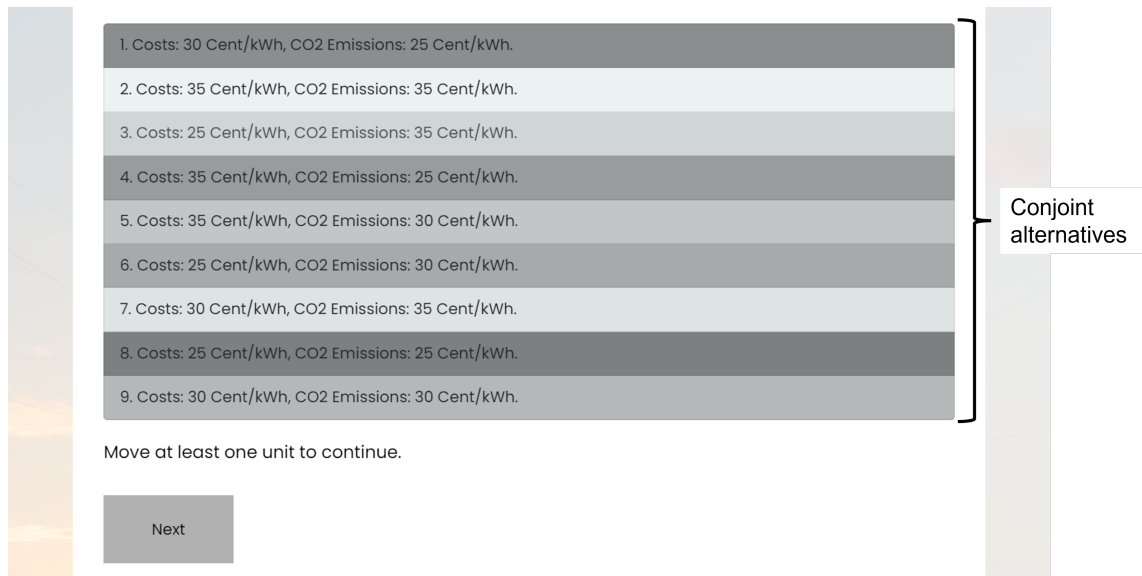 1. Costs: 30 Cent/kWh, CO2 Emissions: 25 Cent/kWh.
2. Costs: 35 Cent/kWh, CO2 Emissions: 35 Cent/kWh.
3. Costs: 25 Cent/kWh, CO2 Emissions: 35 Cent/kWh.
4. Costs: 35 Cent/kWh, CO2 Emissions: 25 Cent/kWh.
5. Costs: 35 Cent/kWh, CO2 Emissions: 30 Cent/kWh.
6. Costs: 25 Cent/kWh, CO2 Emissions: 30 Cent/kWh.
7. Costs: 30 Cent/kWh, CO2 Emissions: 35 Cent/kWh.
8. Costs: 25 Cent/kWh, CO2 Emissions: 25 Cent/kWh.
9. Costs: 30 Cent/kWh, CO2 Emissions: 30 Cent/kWh.
Conjoint
alternatives
Move at least one unit to continue.
Next